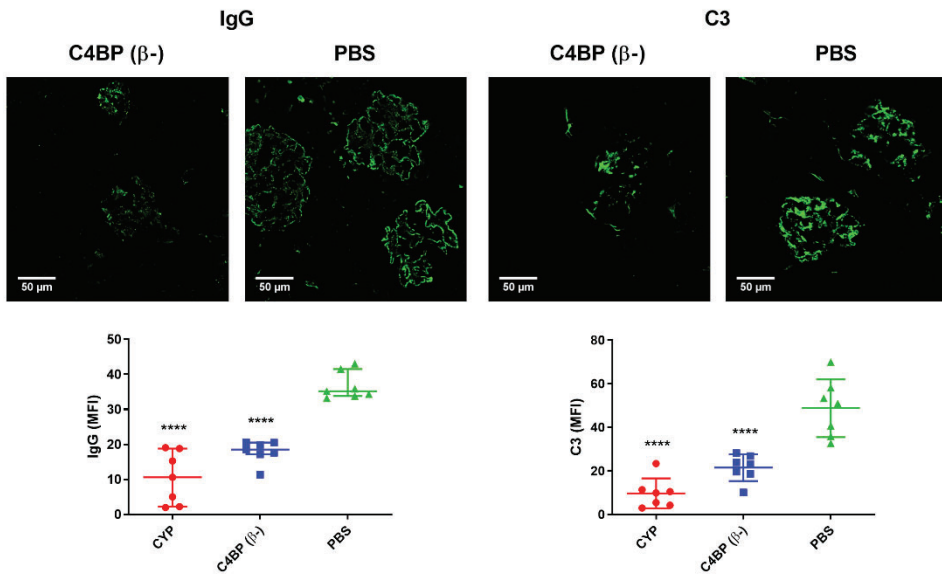 IgG
C3
C4BP (β-)
PBS
C4BP (β-)
PBS
50 µm
50 µm
50 µm
50 µm
50
40
30
20
10
0
IgG (MFI)
****
****
CYP
C4BP (β-)
PBS
80
60
40
20
0
C3 (MFI)
****
****
CYP
C4BP (β-)
PBS